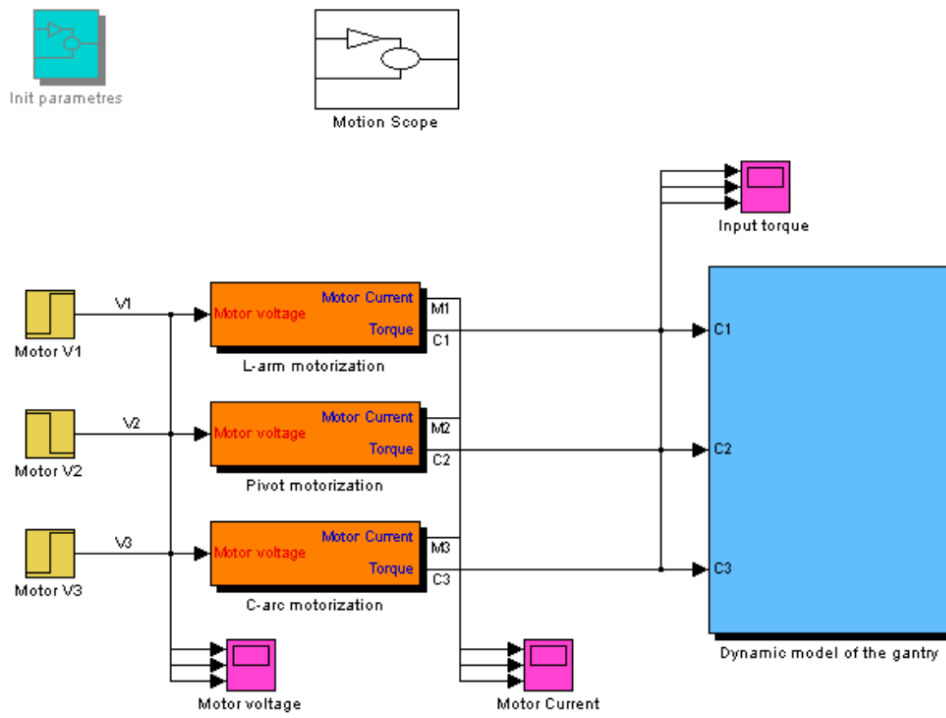 Init parametres
Motion Scope
Input torque
V1
Motor V1
Motor voltage
Motor Current
Torque
M1
C1
L-arm motorization
C1
V2
Motor V2
Motor voltage
Motor Current
Torque
M2
C2
Pivot motorization
C2
V3
Motor V3
Motor voltage
Motor Current
Torque
M3
C3
C-arc motorization
C3
Dynamic model of the gantry
Motor voltage
Motor Current